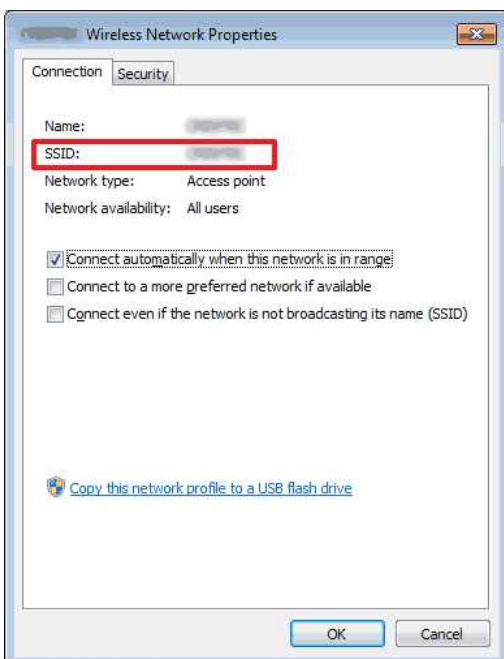 Wireless Network Properties
Connection
Security
Name:
SSID:
Network type: Access point
Network availability: All users
Connect automatically when this network is in range
Connect to a more preferred network if available
Connect even if the network is not broadcasting its name (SSID)
Copy this network profile to a USB flash drive
OK
Cancel